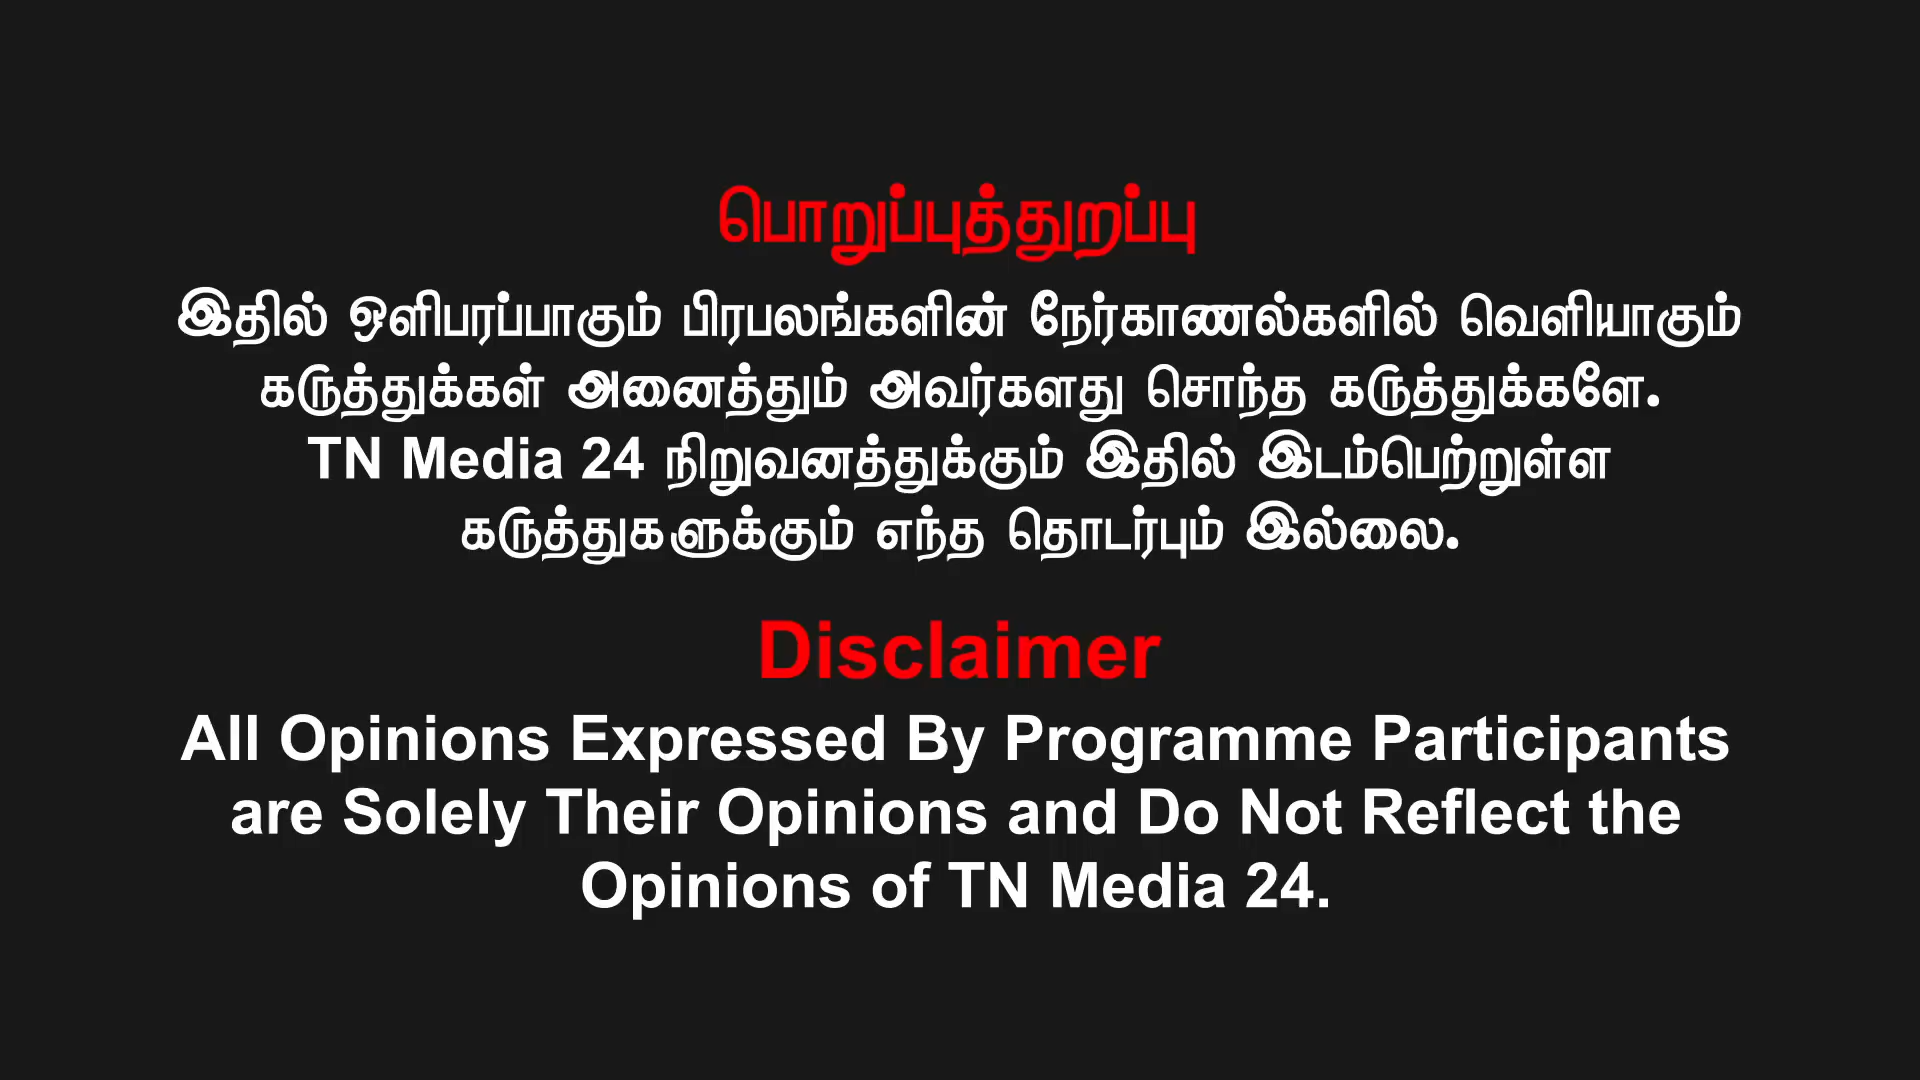 பொறுப்புத்துறப்பு
இதில் ஒளிபரப்பாகும் பிரபலங்களின் நேர்காணல்களில் வெளியாகும்
கருத்துக்கள் அனைத்தும் அவர்களது சொந்த கருத்துக்களே.
TN Media 24 நிறுவனத்துக்கும் இதில் இடம்பெற்றுள்ள
கருத்துகளுக்கும் எந்த தொடர்பும் இல்லை.
Disclaimer
All Opinions Expressed By Programme Participants
are Solely Their Opinions and Do Not Reflect the
Opinions of TN Media 24.